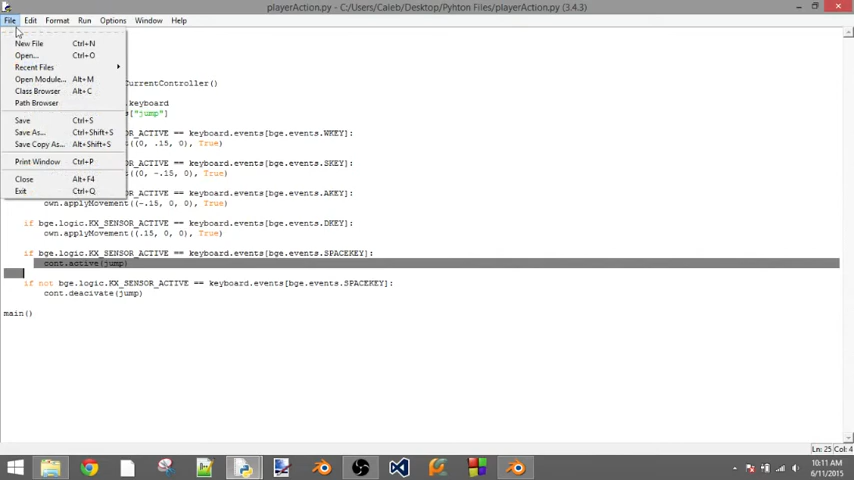 playerAction.py - C:/Users/Caleb/Desktop/Pyhton Files/playerAction.py (3.4.3)
File Edit Format Run Options Window Help
New File Ctrl+N
Open... Ctrl+O
Recent Files
Open Module... Alt+M
Class Browser Alt+C
Path Browser
Save Ctrl+S
Save As... Ctrl+Shift+S
Save Copy As... Alt+Shift+S
Print Window Ctrl+P
Close Alt+F4
Exit Ctrl+Q
CurrentController()
.keyboard
["jump"]
SOR_ACTIVE == keyboard.events[bge.events.WKEY]:
((0, .15, 0), True)
SOR_ACTIVE == keyboard.events[bge.events.SKEY]:
((0, -.15, 0), True)
SOR_ACTIVE == keyboard.events[bge.events.AKEY]:
own.applyMovement((-.15, 0, 0), True)
if bge.logic.KX_SENSOR_ACTIVE == keyboard.events[bge.events.DKEY]:
own.applyMovement((.15, 0, 0), True)
if bge.logic.KX_SENSOR_ACTIVE == keyboard.events[bge.events.SPACEKEY]:
cont.active(jump)
if not bge.logic.KX_SENSOR_ACTIVE == keyboard.events[bge.events.SPACEKEY]:
cont.deacivate(jump)
main()
Ln: 25 Col: 4
10:11 AM
6/11/2015